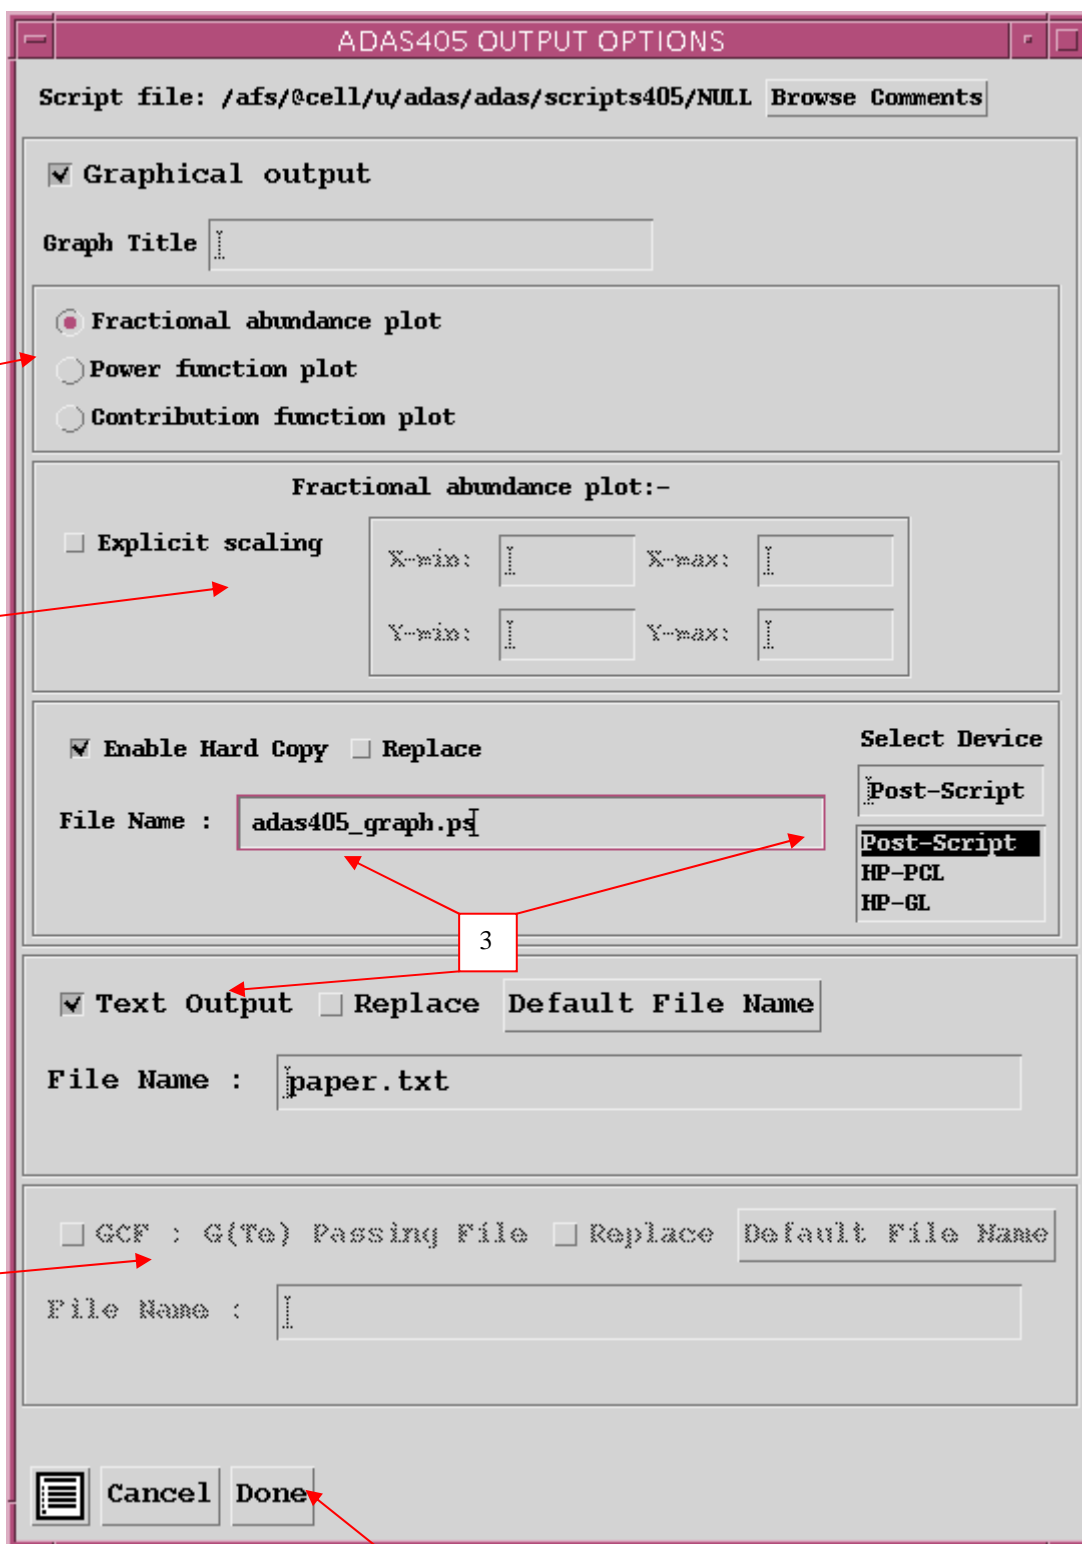 ADAS405 OUTPUT OPTIONS
Script file: /afs/@cell/u/adas/adas/scripts405/NULL Browse Comments
Graphical output
Graph Title
Fractional abundance plot
Power function plot
Contribution function plot
Fractional abundance plot:-
Explicit scaling
X-min: X-max:
Y-min: Y-max:
Enable Hard Copy Replace
Select Device
Post-Script
File Name : adas405_graph.ps
Post-Script
HP-PCL
HP-GL
3
Text Output Replace Default File Name
File Name : paper.txt
GCF : G(Te) Passing File Replace Default File Name
File Name :
Cancel Done